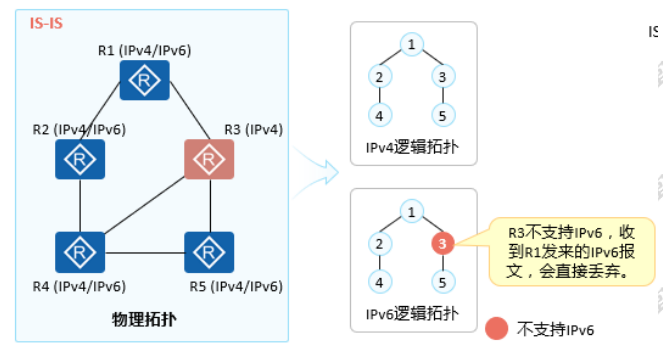 IS-IS
R1 (IPv4/IPv6)
R2 (IPv4/IPv6)
R3 (IPv4)
R
R
R
R
R
R4 (IPv4/IPv6)
R5 (IPv4/IPv6)
物理拓扑
1
2
3
4
5
IPv4逻辑拓扑
1
2
3
4
5
IPv6逻辑拓扑
R3不支持IPv6，收
到R1发来的IPv6报
文，会直接丢弃。
不支持IPv6
IS